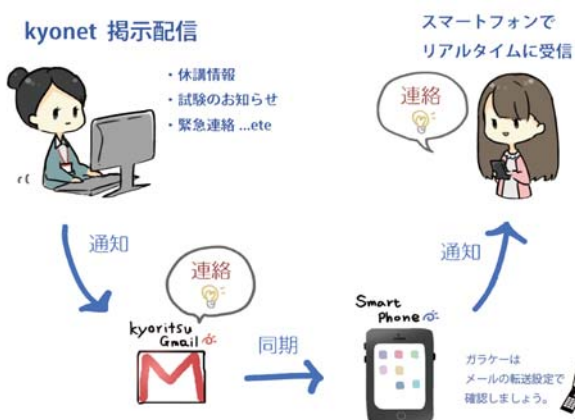 kyonet 掲示配信
・休講情報
・試験のお知らせ
・緊急連絡 ...ete
スマートフォンで
リアルタイムに受信
連絡
通知
連絡
kyoritsu
Gmail
同期
Smart
Phone
通知
ガラケーは
メールの転送設定で
確認しましょう。